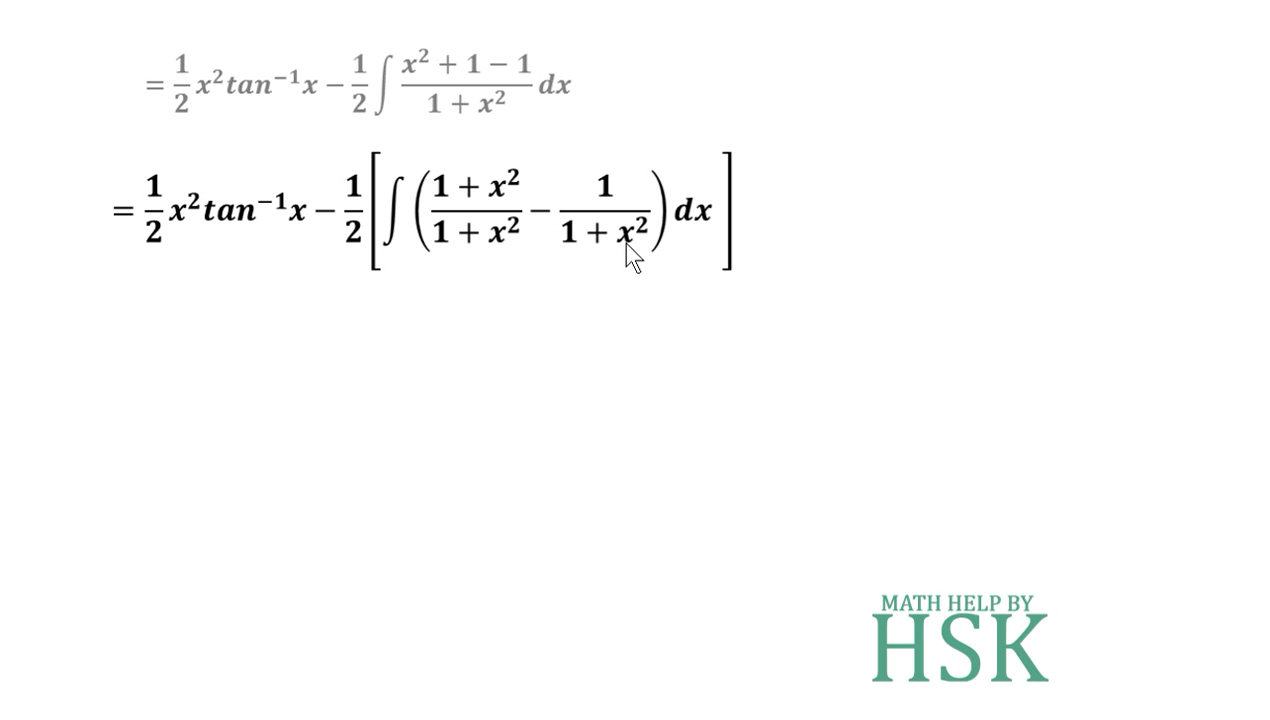 = 1/2 x²tan⁻¹x − 1/2 ∫ (x² + 1 − 1)/(1 + x²) dx
= 1/2 x²tan⁻¹x − 1/2 [∫ ((1 + x²)/(1 + x²) − 1/(1 + x²)) dx]
MATH HELP BY
HSK